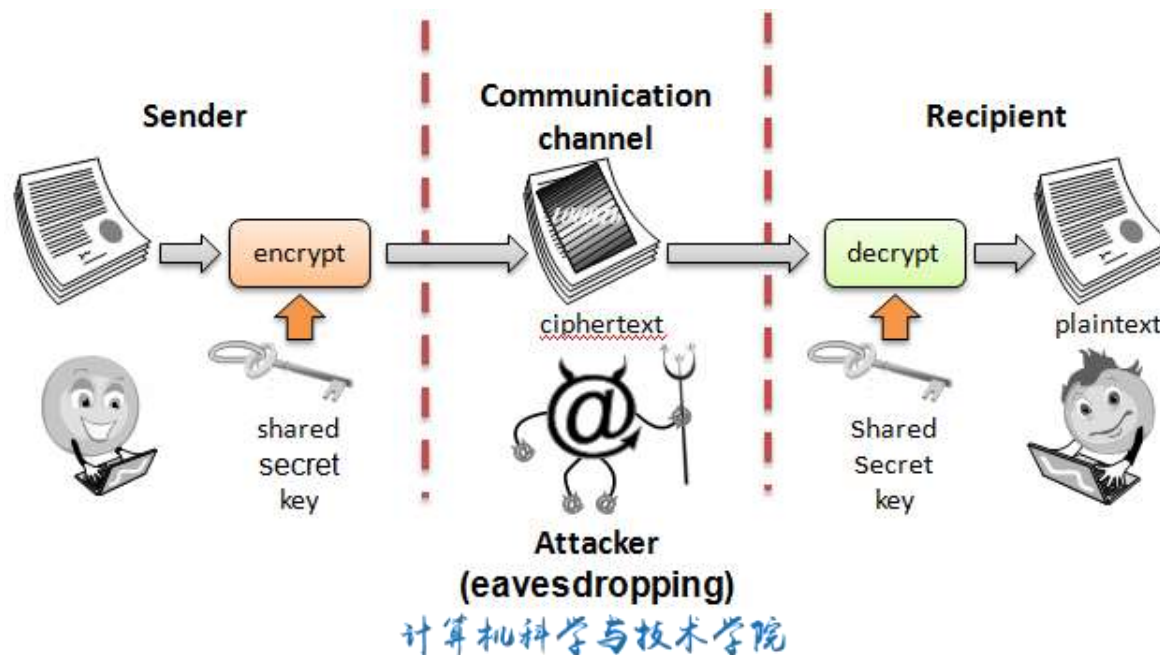 Sender
Communication
channel
Recipient
encrypt
decrypt
ciphertext
plaintext
shared
secret
key
Shared
Secret
key
@
Attacker
(eavesdropping)
计算机科学与技术学院